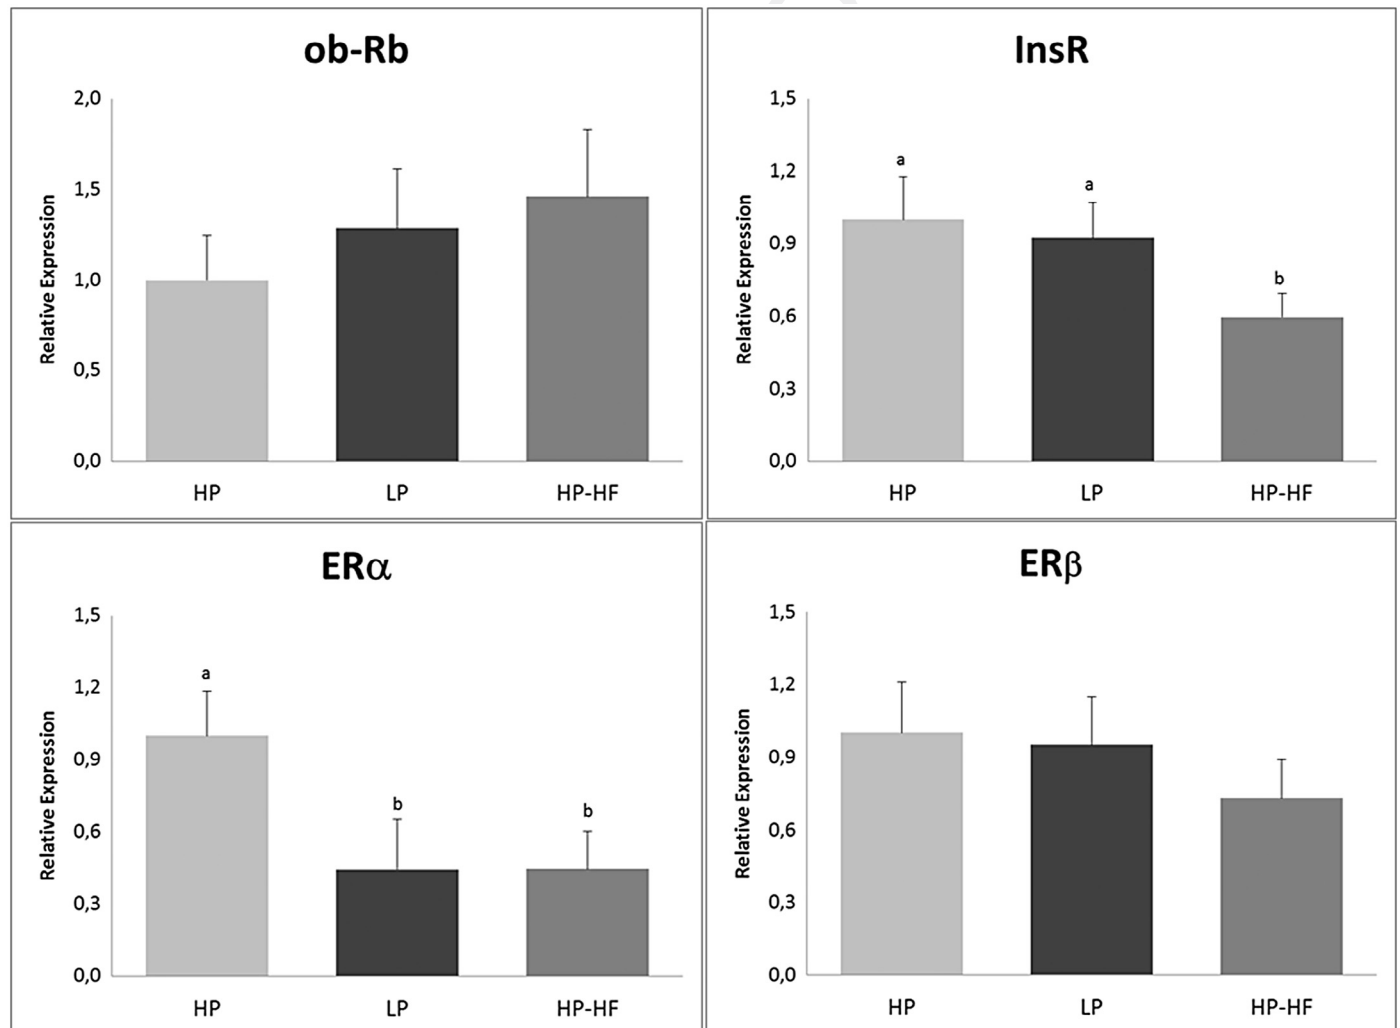 ob-Rb
Relative Expression
2,0
1,5
1,0
0,5
0,0
HP LP HP-HF
InsR
Relative Expression
1,5
1,2
0,9
0,6
0,3
0,0
a a b
HP LP HP-HF
ERα
Relative Expression
1,5
1,2
0,9
0,6
0,3
0,0
a b b
HP LP HP-HF
ERβ
Relative Expression
1,5
1,2
0,9
0,6
0,3
0,0
HP LP HP-HF